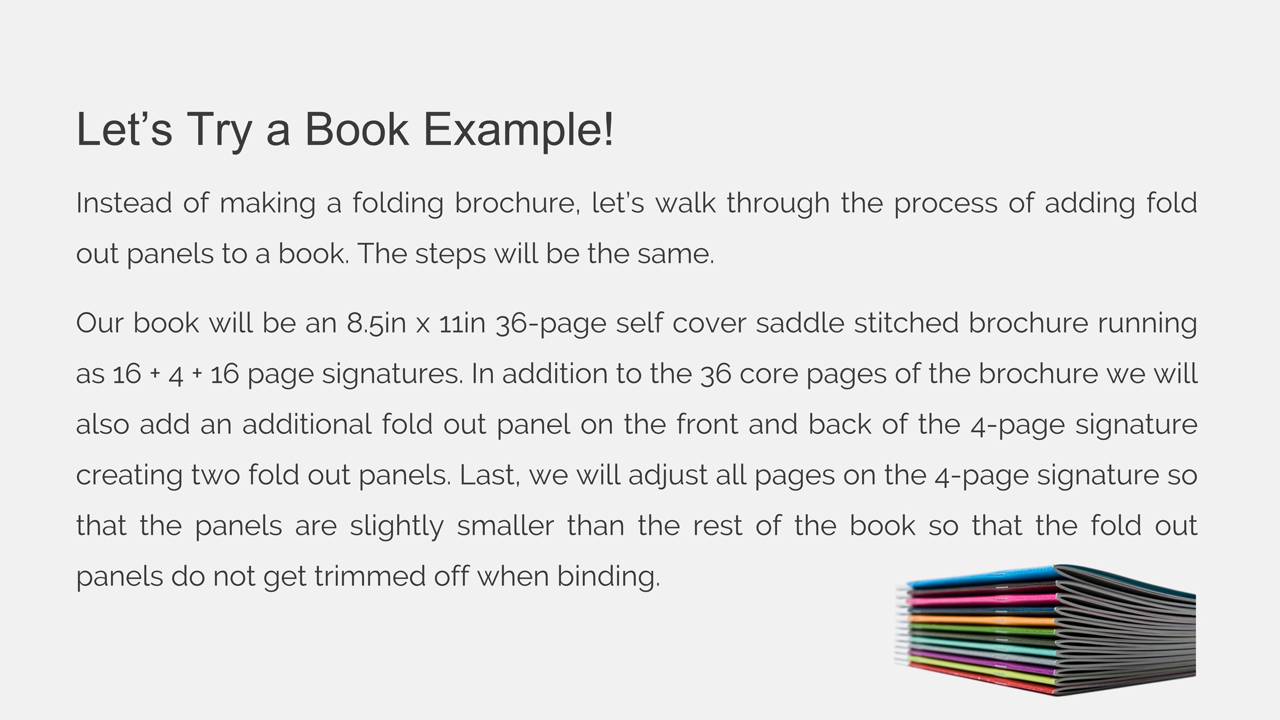 Let’s Try a Book Example!
Instead of making a folding brochure, let’s walk through the process of adding fold
out panels to a book. The steps will be the same.
Our book will be an 8.5in x 11in 36-page self cover saddle stitched brochure running
as 16 + 4 + 16 page signatures. In addition to the 36 core pages of the brochure we will
also add an additional fold out panel on the front and back of the 4-page signature
creating two fold out panels. Last, we will adjust all pages on the 4-page signature so
that the panels are slightly smaller than the rest of the book so that the fold out
panels do not get trimmed off when binding.